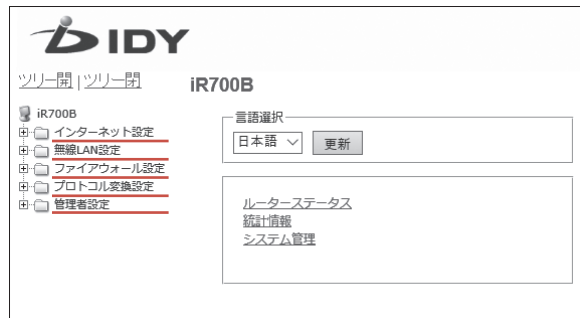 IDY
ツリー開 | ツリー閉
iR700B
iR700B
インターネット設定
無線LAN設定
ファイアウォール設定
プロトコル変換設定
管理者設定
言語選択
日本語 更新
ルーターステータス
統計情報
システム管理